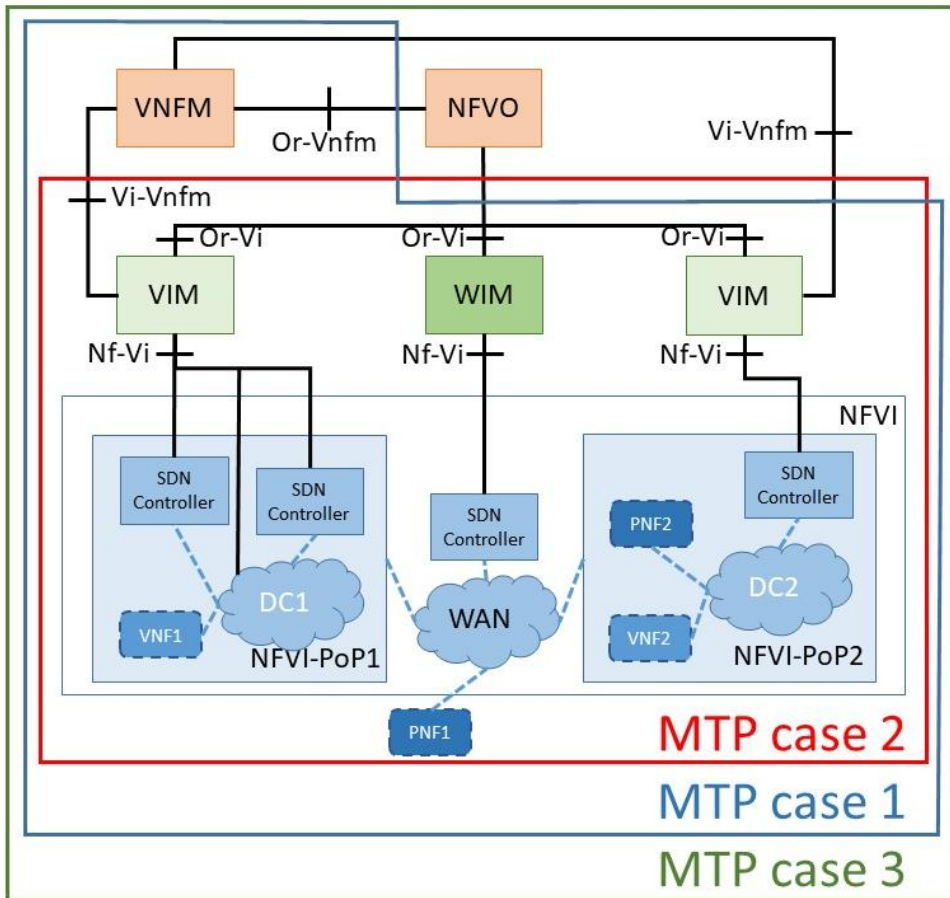 VNFM
NFVO
Or-Vnfm
Vi-Vnfm
Vi-Vnfm
Or-Vi
Or-Vi
Or-Vi
VIM
WIM
VIM
Nf-Vi
Nf-Vi
Nf-Vi
NFVI
SDN
Controller
SDN
Controller
SDN
Controller
SDN
Controller
PNF2
DC1
WAN
DC2
VNF1
VNF2
NFVI-PoP1
NFVI-PoP2
PNF1
MTP case 2
MTP case 1
MTP case 3